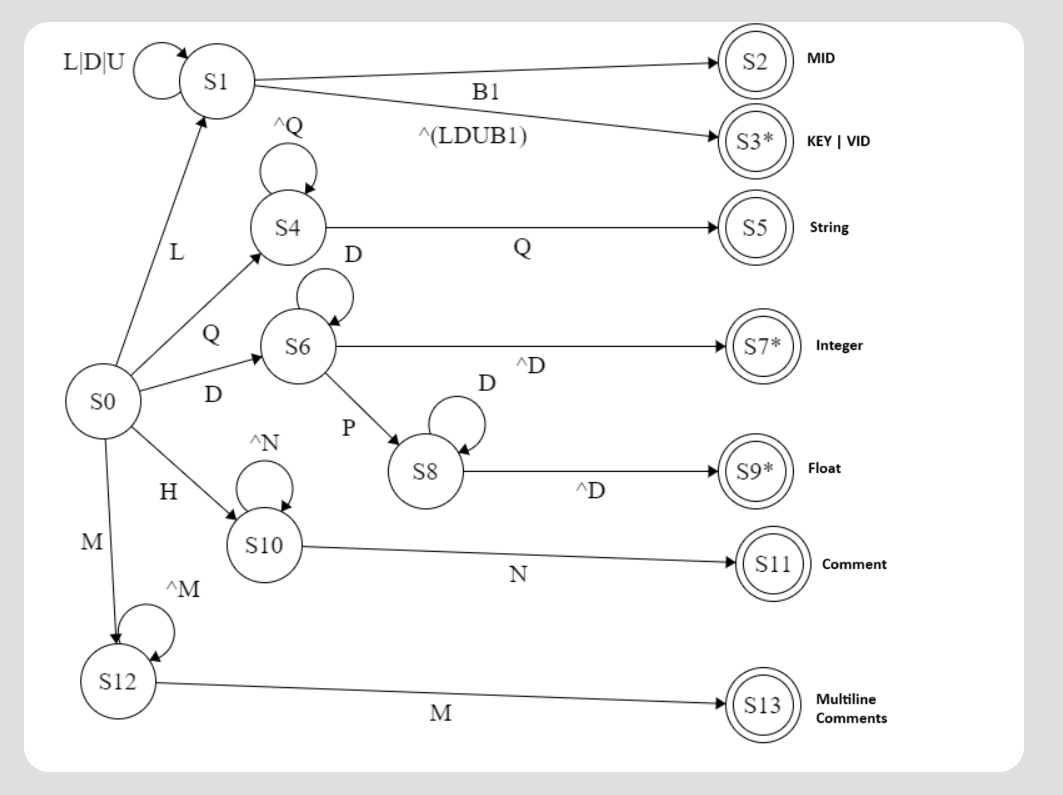 L|D|U
S1
B1
^(LDUB1)
S2
MID
S3*
KEY | VID
^Q
S4
Q
S5
String
L
Q
D
D
S6
^D
S7*
Integer
S0
P
D
S8
^D
S9*
Float
H
^N
S10
N
S11
Comment
M
^M
S12
M
S13
Multiline
Comments